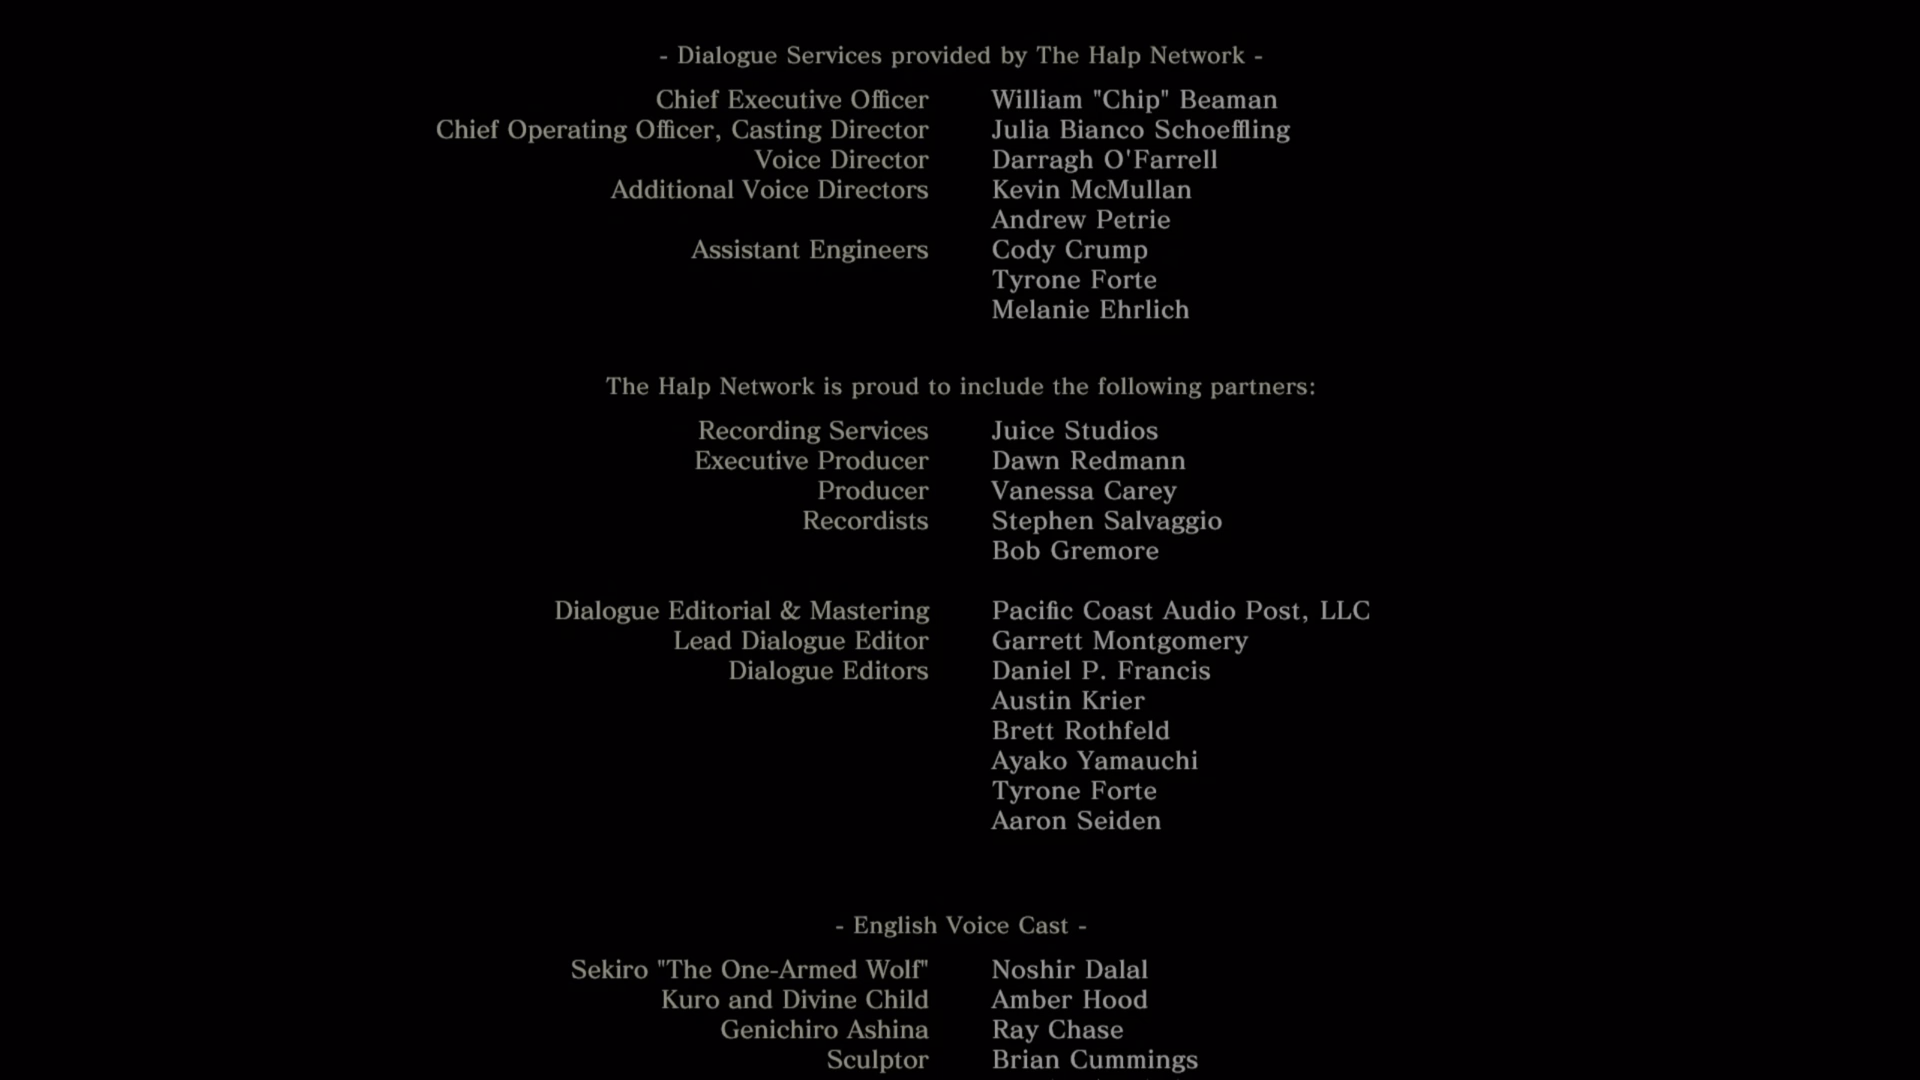 - Dialogue Services provided by The Halp Network -
Chief Executive Officer William "Chip" Beaman
Chief Operating Officer, Casting Director Julia Bianco Schoeffling
Voice Director Darragh O'Farrell
Additional Voice Directors Kevin McMullan
Andrew Petrie
Assistant Engineers Cody Crump
Tyrone Forte
Melanie Ehrlich
The Halp Network is proud to include the following partners:
Recording Services Juice Studios
Executive Producer Dawn Redmann
Producer Vanessa Carey
Recordists Stephen Salvaggio
Bob Gremore
Dialogue Editorial & Mastering Pacific Coast Audio Post, LLC
Lead Dialogue Editor Garrett Montgomery
Dialogue Editors Daniel P. Francis
Austin Krier
Brett Rothfeld
Ayako Yamauchi
Tyrone Forte
Aaron Seiden
- English Voice Cast -
Sekiro "The One-Armed Wolf" Noshir Dalal
Kuro and Divine Child Amber Hood
Genichiro Ashina Ray Chase
Sculptor Brian Cummings